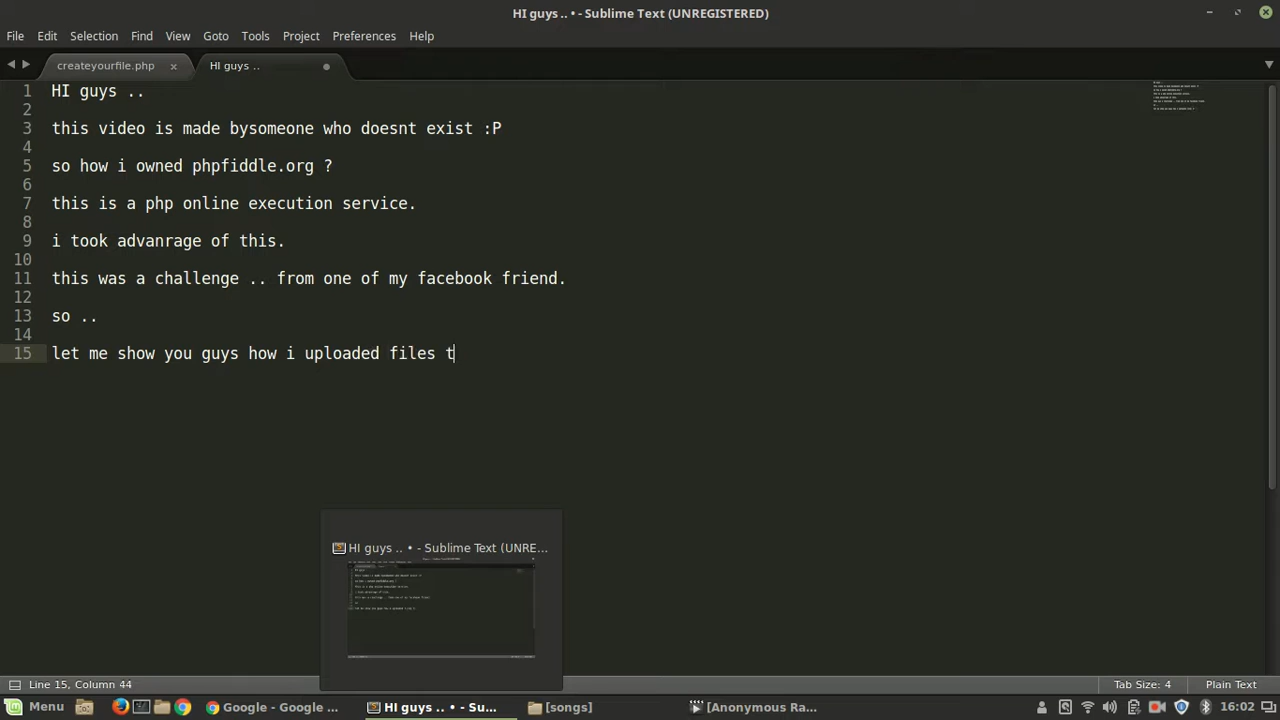 HI guys .. • - Sublime Text (UNREGISTERED)
File Edit Selection Find View Goto Tools Project Preferences Help
createyourfile.php × HI guys ..
1 HI guys ..
2
3 this video is made bysomeone who doesnt exist :P
4
5 so how i owned phpfiddle.org ?
6
7 this is a php online execution service.
8
9 i took advanrage of this.
10
11 this was a challenge .. from one of my facebook friend.
12
13 so ..
14
15 let me show you guys how i uploaded files t
HI guys .. • - Sublime Text (UNRE...
Line 15, Column 44 Tab Size: 4 Plain Text
Menu Google - Google ... HI guys .. • - Su... [songs] [Anonymous Ra... 16:02